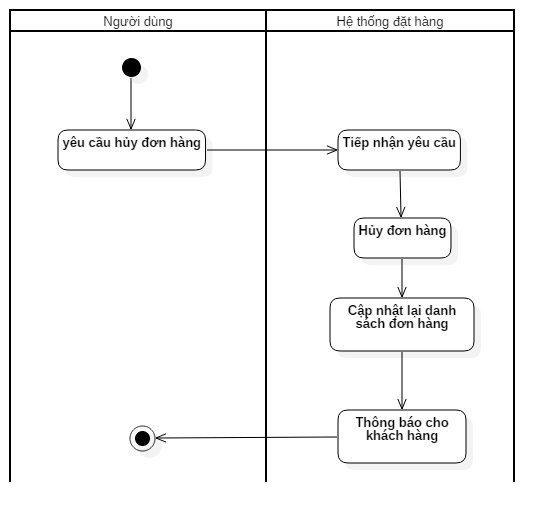 Người dùng
Hệ thống đặt hàng
yêu cầu hủy đơn hàng
Tiếp nhận yêu cầu
Hủy đơn hàng
Cập nhật lại danh
sách đơn hàng
Thông báo cho
khách hàng